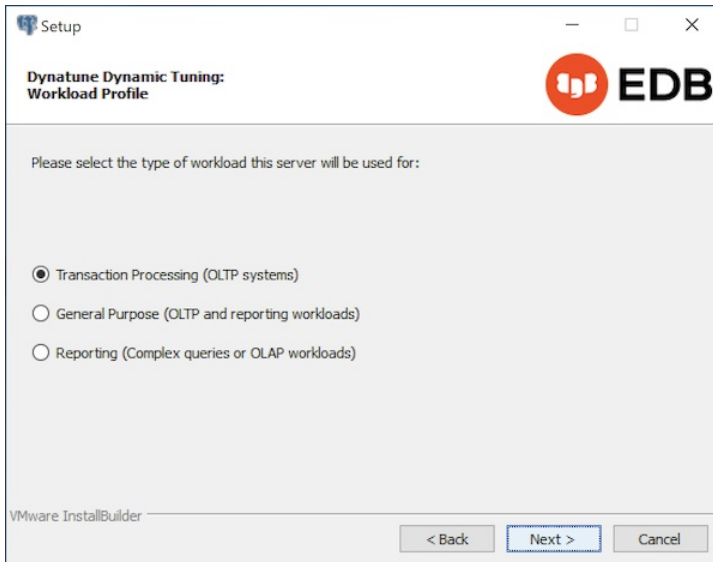 Setup
Dynatune Dynamic Tuning:
Workload Profile
EDB
Please select the type of workload this server will be used for:
Transaction Processing (OLTP systems)
General Purpose (OLTP and reporting workloads)
Reporting (Complex queries or OLAP workloads)
VMware InstallBuilder
< Back Next > Cancel